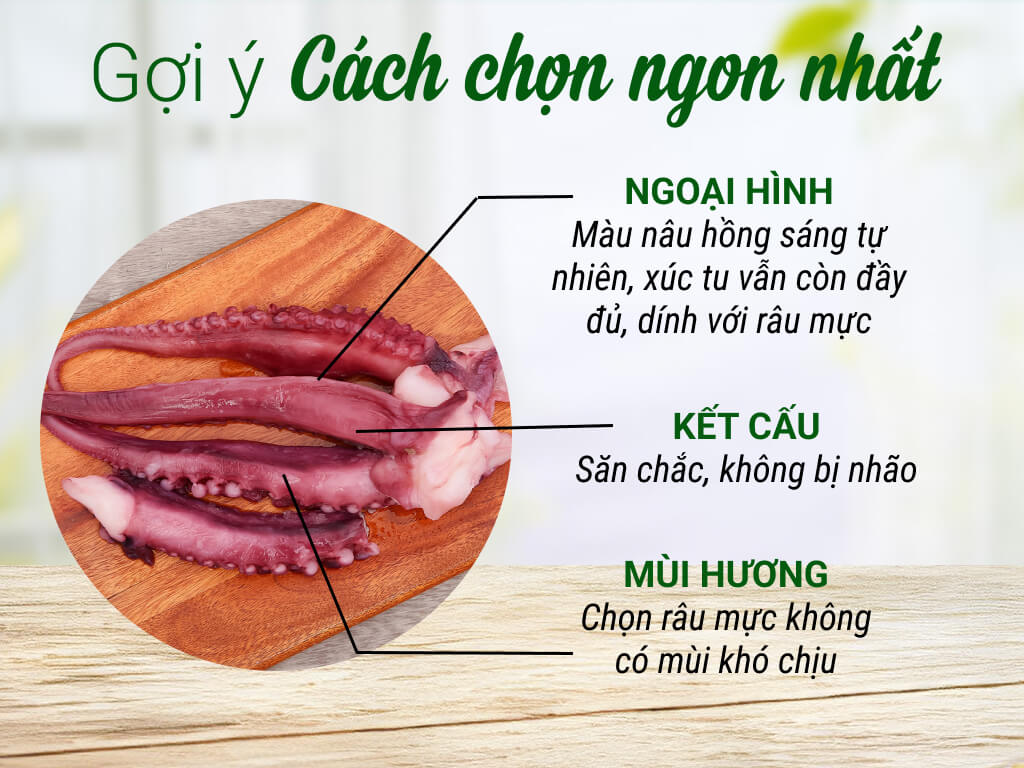 Gợi ý Cách chọn ngon nhất
NGOẠI HÌNH
Màu nâu hồng sáng tự
nhiên, xúc tu vẫn còn đầy
đủ, dính với râu mực
KẾT CẤU
Săn chắc, không bị nhão
MÙI HƯƠNG
Chọn râu mực không
có mùi khó chịu